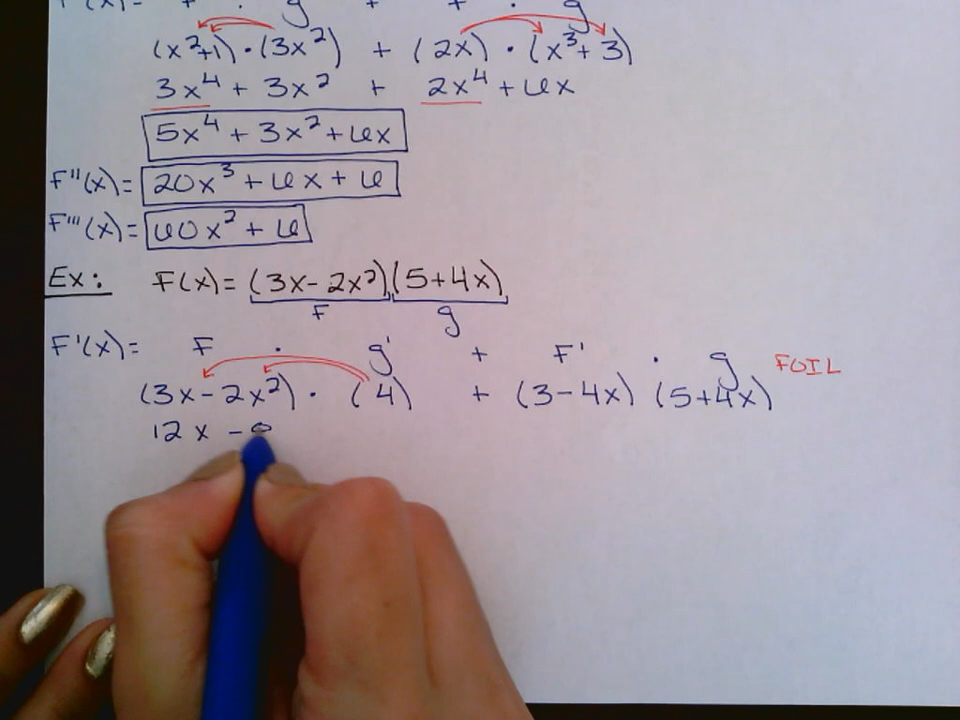 F'(x)= F · g + F · g
(x²+1)·(3x²) + (2x)·(x³+3)
3x⁴ + 3x² + 2x⁴ + 6x
5x⁴ + 3x² + 6x
F''(x)= 20x³ + 6x + 6
F'''(x)= 60x² + 6
Ex: F(x)= (3x-2x²)(5+4x)
F g
F'(x)= F · g' + F' · g FOIL
(3x-2x²)·(4) + (3-4x)(5+4x)
12x -